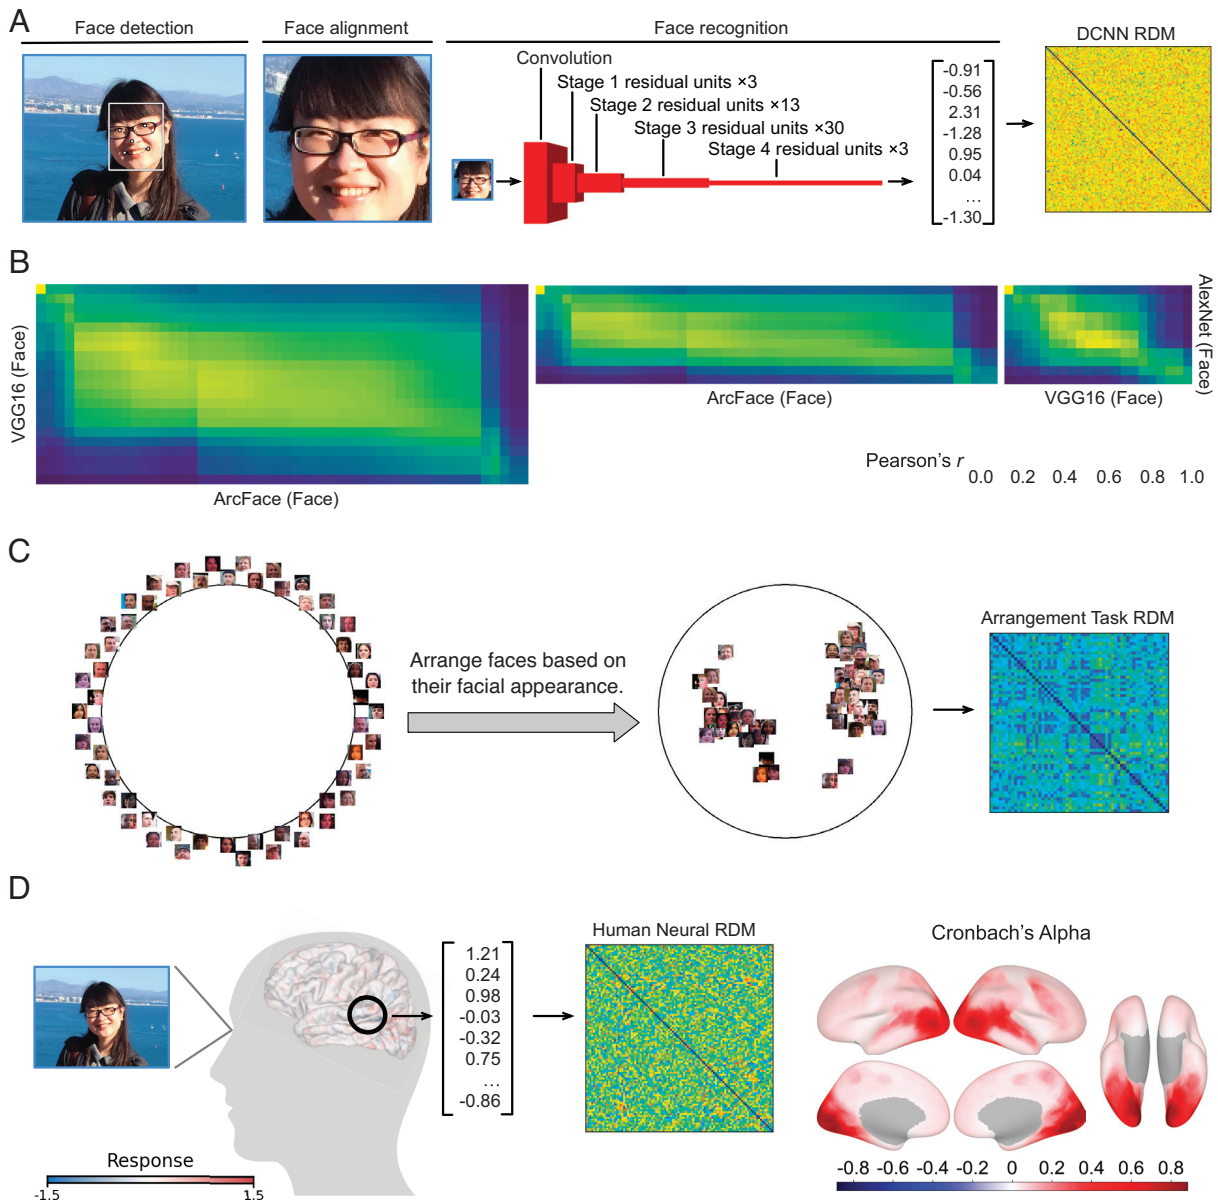 A
Face detection
Face alignment
Face recognition
DCNN RDM
Convolution
Stage 1 residual units ×3
Stage 2 residual units ×13
Stage 3 residual units ×30
Stage 4 residual units ×3
-0.91
-0.56
2.31
-1.28
0.95
0.04
...
-1.30
B
VGG16 (Face)
ArcFace (Face)
ArcFace (Face)
VGG16 (Face)
AlexNet (Face)
Pearson's r
0.0 0.2 0.4 0.6 0.8 1.0
C
Arrange faces based on
their facial appearance.
Arrangement Task RDM
D
1.21
0.24
0.98
-0.03
-0.32
0.75
...
-0.86
Human Neural RDM
Cronbach's Alpha
Response
-1.5 1.5
-0.8 -0.6 -0.4 -0.2 0 0.2 0.4 0.6 0.8